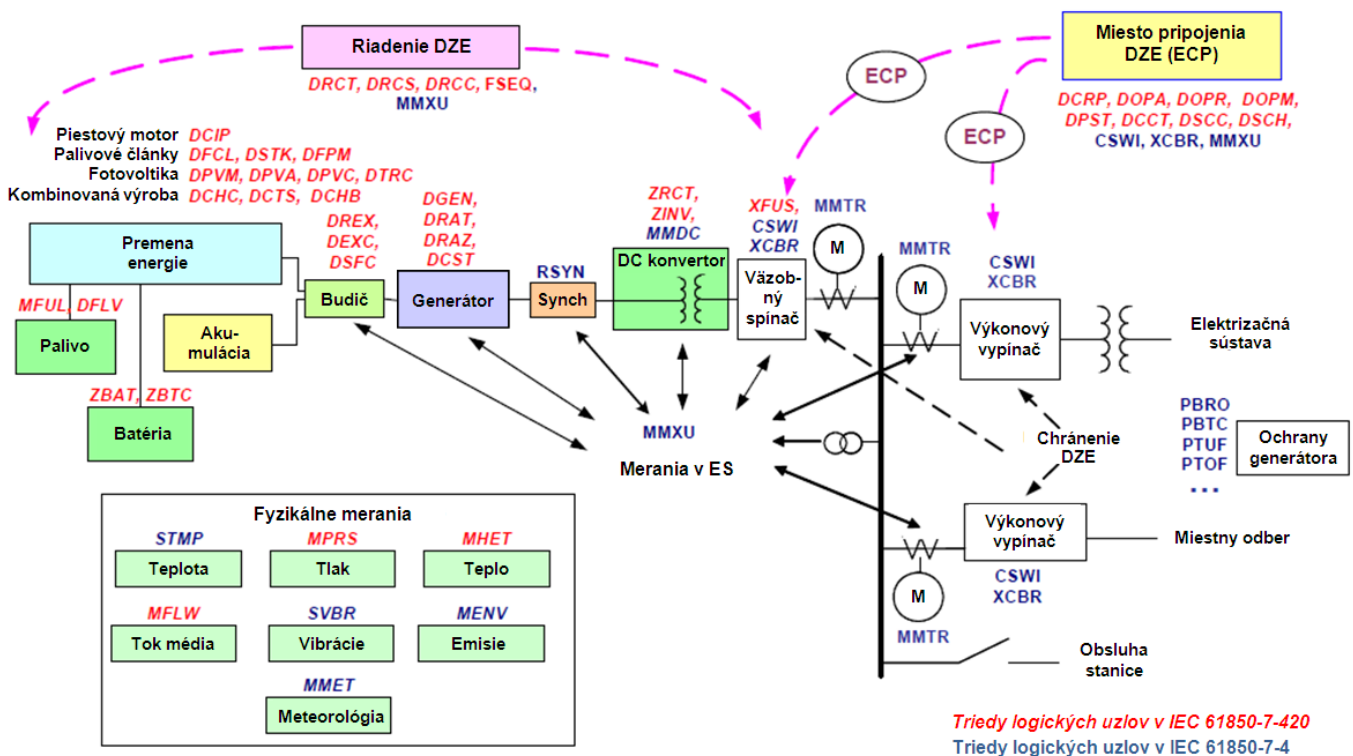 Riadenie DZE
DRCT, DRCS, DRCC, FSEQ,
MMXU
ECP
ECP
Miesto pripojenia
DZE (ECP)
DCRP, DOPA, DOPR, DOPM,
DPST, DCCT, DSCC, DSCH,
CSWI, XCBR, MMXU
Piestový motor DCIP
Palivové články DFCL, DSTK, DFPM
Fotovoltika DPVM, DPVA, DPVC, DTRC
Kombinovaná výroba DCHC, DCTS, DCHB
Premena
energie
MFUL, DFLV
Palivo
Aku-
mulácia
ZBAT, ZBTC
Batéria
DREX,
DEXC,
DSFC
Budič
DGEN,
DRAT,
DRAZ,
DCST
Generátor
RSYN
Synch
ZRCT,
ZINV,
MMDC
DC konvertor
XFUS,
CSWI
XCBR
Väzob-
ný
spínač
MMTR
M
MMTR
M
CSWI
XCBR
Výkonový
vypínač
Elektrizačná
sústava
MMXU
Merania v ES
Chránenie
DZE
PBRO
PBTC
PTUF
PTOF
...
Ochrany
generátora
Výkonový
vypínač
CSWI
XCBR
Miestny odber
M
MMTR
Obsluha
stanice
Fyzikálne merania
STMP
Teplota
MPRS
Tlak
MHET
Teplo
MFLW
Tok média
SVBR
Vibrácie
MENV
Emisie
MMET
Meteorológia
Triedy logických uzlov v IEC 61850-7-420
Triedy logických uzlov v IEC 61850-7-4